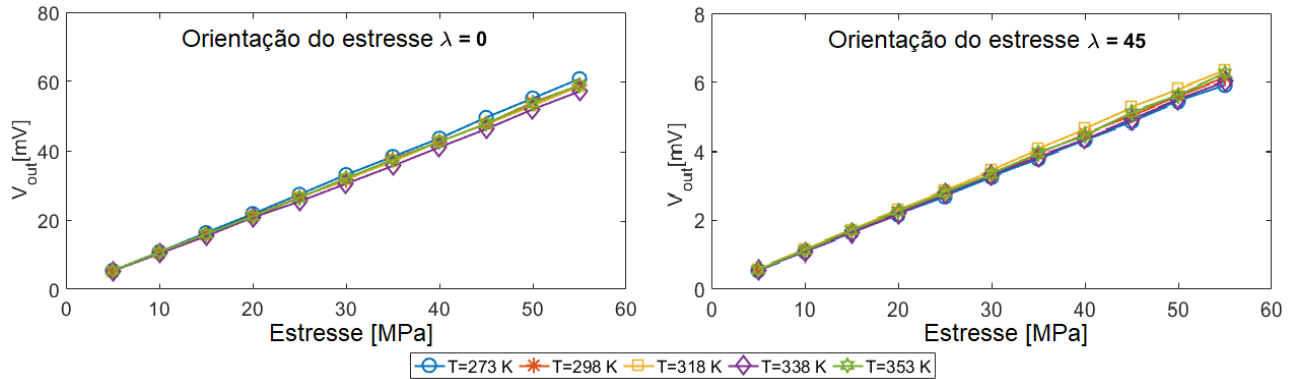 Orientação do estresse λ = 0
V_out[mV]
80
60
40
20
0
0 10 20 30 40 50 60
Estresse [MPa]
Orientação do estresse λ = 45
V_out[mV]
8
6
4
2
0
0 10 20 30 40 50 60
Estresse [MPa]
T=273 K T=298 K T=318 K T=338 K T=353 K